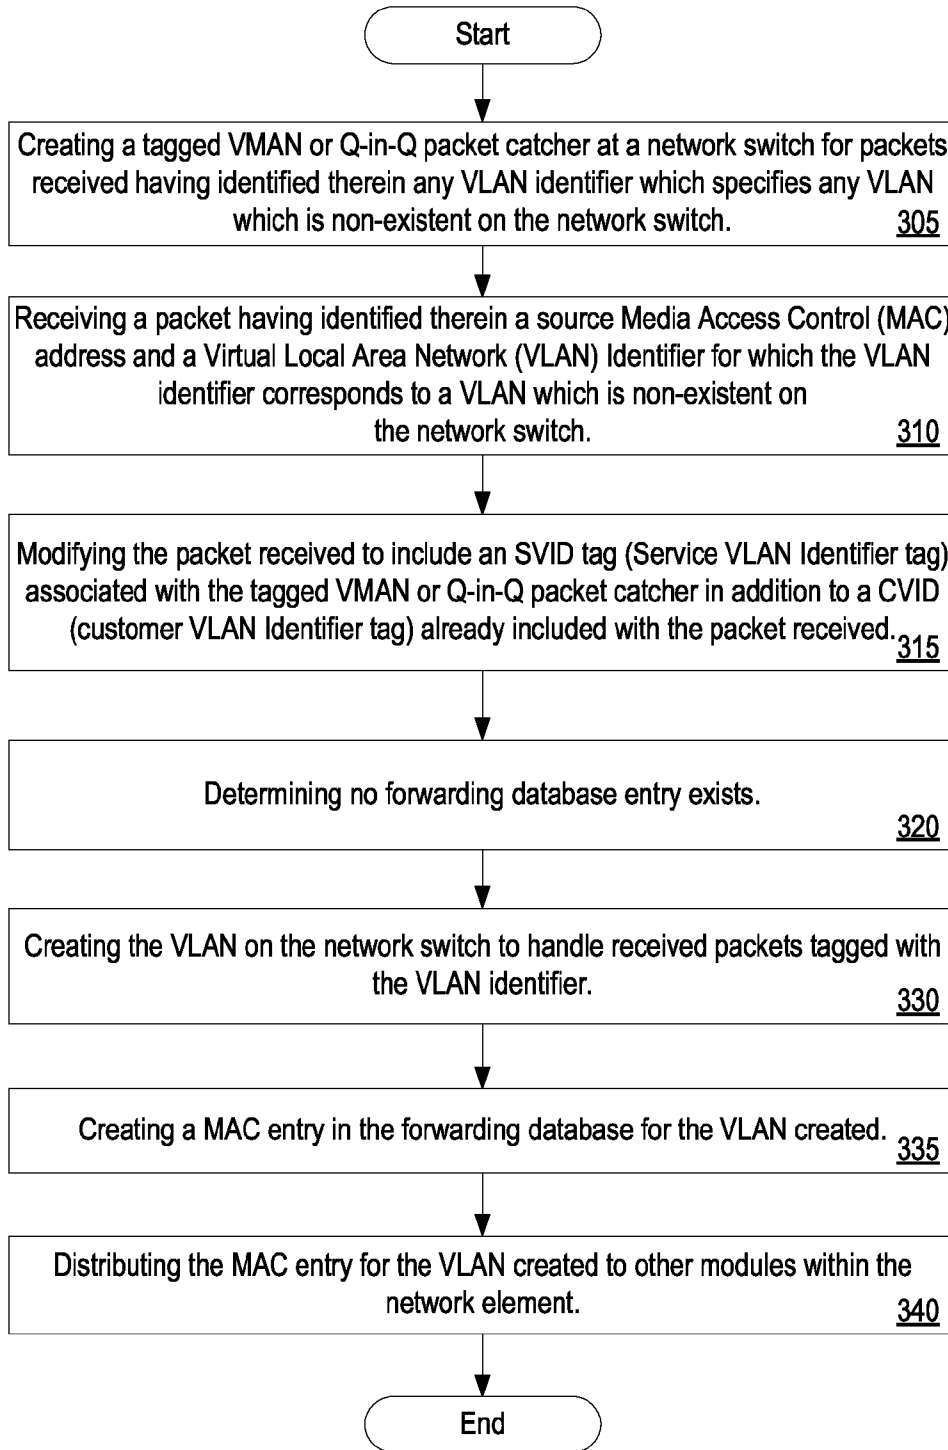 Start
Creating a tagged VMAN or Q-in-Q packet catcher at a network switch for packets
received having identified therein any VLAN identifier which specifies any VLAN
which is non-existent on the network switch.
305
Receiving a packet having identified therein a source Media Access Control (MAC)
address and a Virtual Local Area Network (VLAN) Identifier for which the VLAN
identifier corresponds to a VLAN which is non-existent on
the network switch.
310
Modifying the packet received to include an SVID tag (Service VLAN Identifier tag)
associated with the tagged VMAN or Q-in-Q packet catcher in addition to a CVID
(customer VLAN Identifier tag) already included with the packet received.
315
Determining no forwarding database entry exists.
320
Creating the VLAN on the network switch to handle received packets tagged with
the VLAN identifier.
330
Creating a MAC entry in the forwarding database for the VLAN created.
335
Distributing the MAC entry for the VLAN created to other modules within the
network element.
340
End